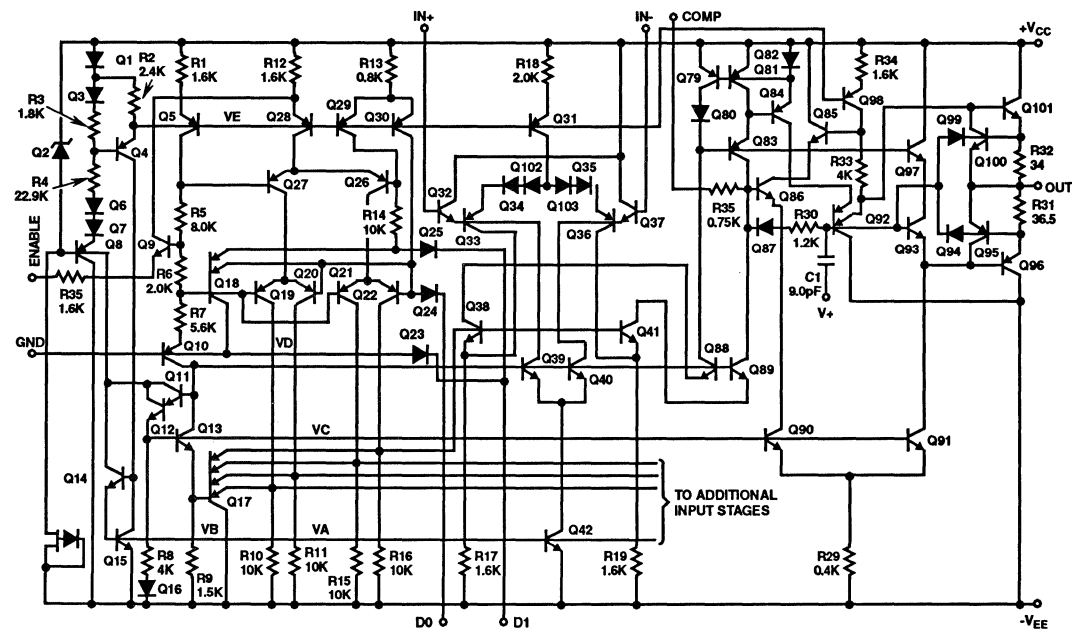 IN+
IN-
COMP
+VCC
Q1
R2
2.4K
R1
1.6K
R12
1.6K
R13
0.8K
R18
2.0K
Q82
Q81
Q79
R34
1.6K
Q3
R3
1.8K
Q80
Q84
Q85
Q98
Q101
Q2
Q4
Q5
VE
Q28
Q29
Q30
Q31
Q99
Q100
R32
34
R4
22.9K
Q83
R33
4K
Q97
Q27
Q26
Q102
Q103
R35
Q34
Q35
Q32
Q33
Q36
Q37
OUT
R31
36.5
Q6
Q7
Q8
R5
8.0K
R14
10K
Q25
R35
0.75K
Q86
Q87
R30
1.2K
Q92
Q93
Q94
Q95
Q96
ENABLE
Q9
R6
2.0K
Q18
Q19
Q20
Q21
Q22
Q24
C1
9.0pF
V+
R35
1.6K
R7
5.6K
Q38
Q41
GND
Q10
VD
Q23
Q39
Q40
Q88
Q89
Q11
Q12
Q13
VC
Q90
Q91
Q14
Q17
TO ADDITIONAL
INPUT STAGES
VB
VA
Q42
Q15
R8
4K
Q16
R9
1.5K
R10
10K
R11
10K
R15
10K
R16
10K
R17
1.6K
R19
1.6K
R29
0.4K
D0
D1
-VEE